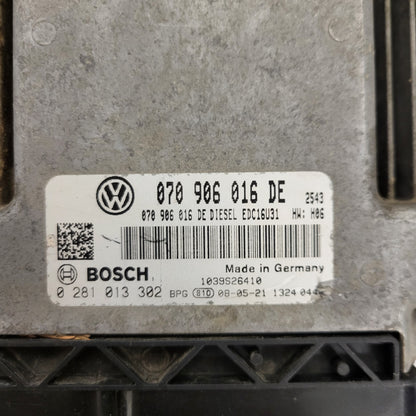 070 906 016 DE 2543
070 906 016 DE DIESEL EDC16U31 HW: H06
BOSCH
Made in Germany
1039S26410
0 281 013 302 BPG 810 08-05-21 1324 044